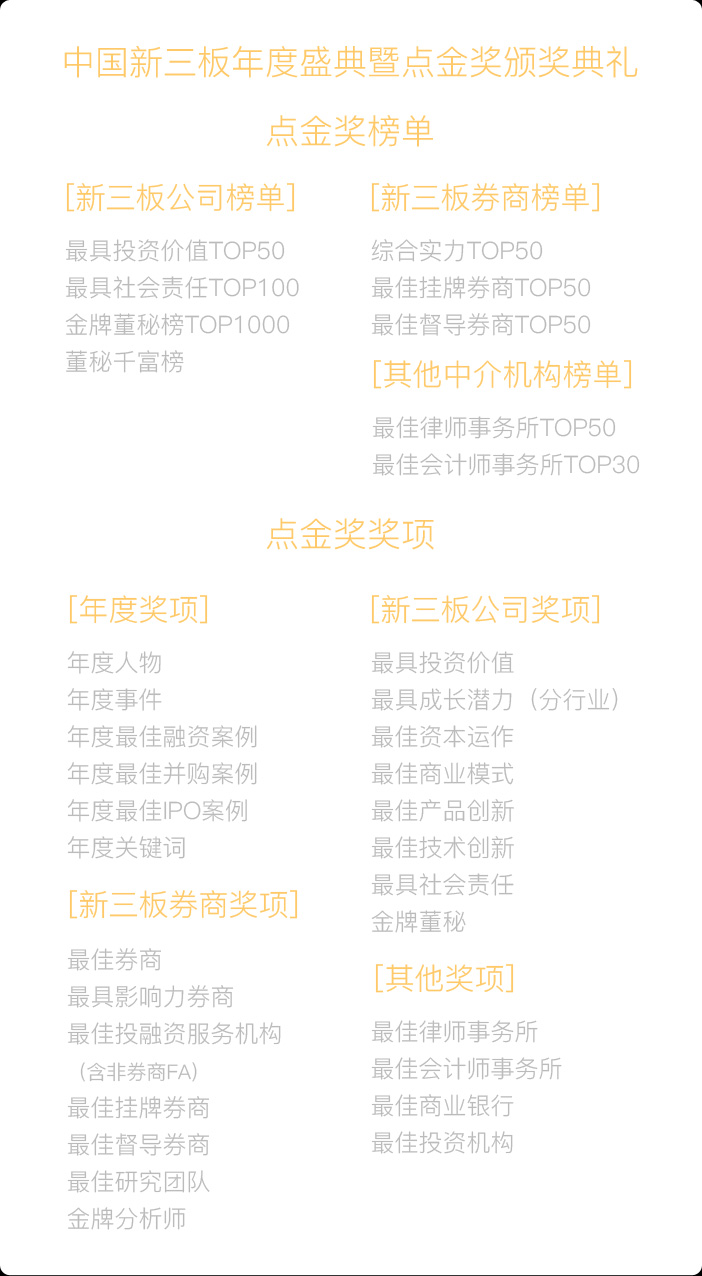 中国新三板年度盛典暨点金奖颁奖典礼
点金奖榜单
[新三板公司榜单]
最具投资价值TOP50
最具社会责任TOP100
金牌董秘榜TOP1000
董秘千富榜
[新三板券商榜单]
综合实力TOP50
最佳挂牌券商TOP50
最佳督导券商TOP50
[其他中介机构榜单]
最佳律师事务所TOP50
最佳会计师事务所TOP30
点金奖奖项
[年度奖项]
年度人物
年度事件
年度最佳融资案例
年度最佳并购案例
年度最佳IPO案例
年度关键词
[新三板券商奖项]
最佳券商
最具影响力券商
最佳投融资服务机构
（含非券商FA）
最佳挂牌券商
最佳督导券商
最佳研究团队
金牌分析师
[新三板公司奖项]
最具投资价值
最具成长潜力（分行业）
最佳资本运作
最佳商业模式
最佳产品创新
最佳技术创新
最具社会责任
金牌董秘
[其他奖项]
最佳律师事务所
最佳会计师事务所
最佳商业银行
最佳投资机构